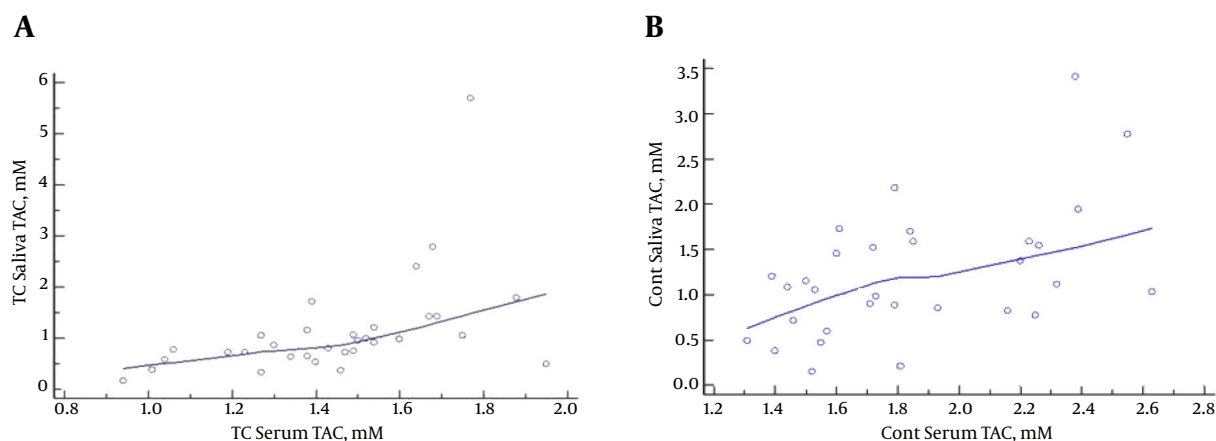 A
6
5
4
3
2
1
0
TC Saliva TAC, mM
0.8 1.0 1.2 1.4 1.6 1.8 2.0
TC Serum TAC, mM
B
3.5
3.0
2.5
2.0
1.5
1.0
0.5
0.0
Cont Saliva TAC, mM
1.2 1.4 1.6 1.8 2.0 2.2 2.4 2.6 2.8
Cont Serum TAC, mM